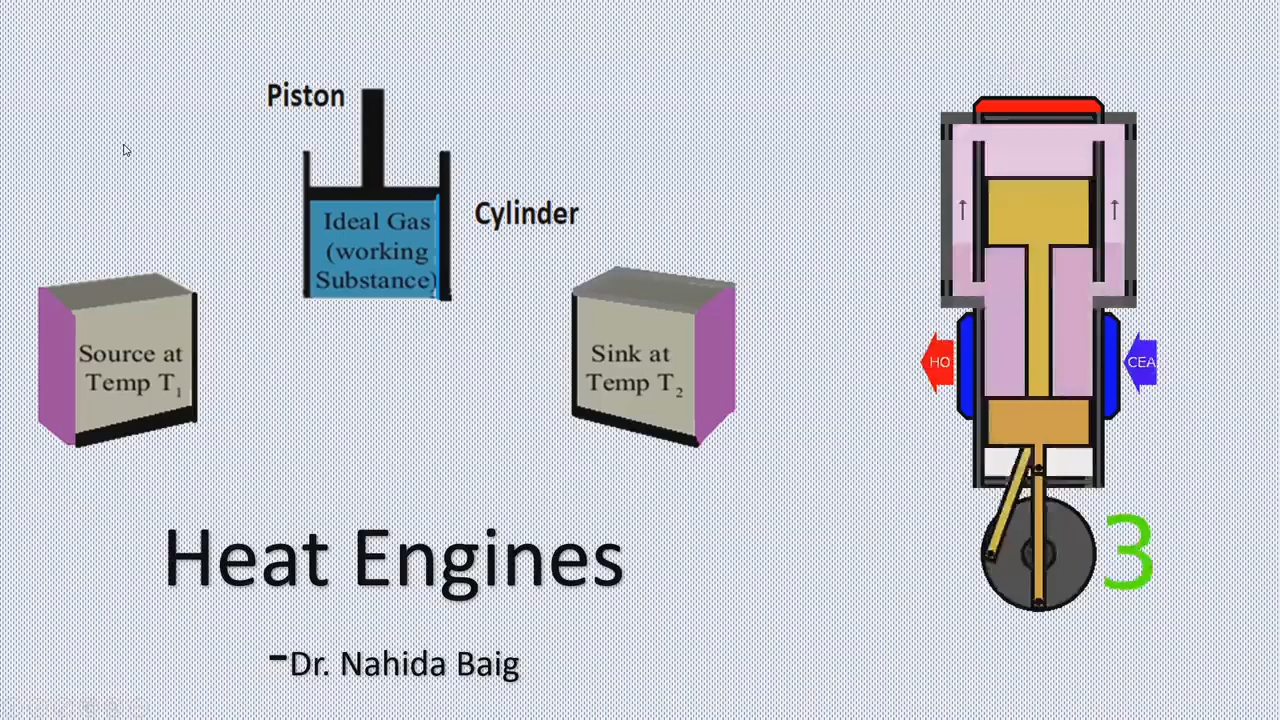 Piston
Cylinder
Ideal Gas
(working
Substance)
Source at
Temp T₁
Sink at
Temp T₂
HO
CEA
3
Heat Engines
-Dr. Nahida Baig